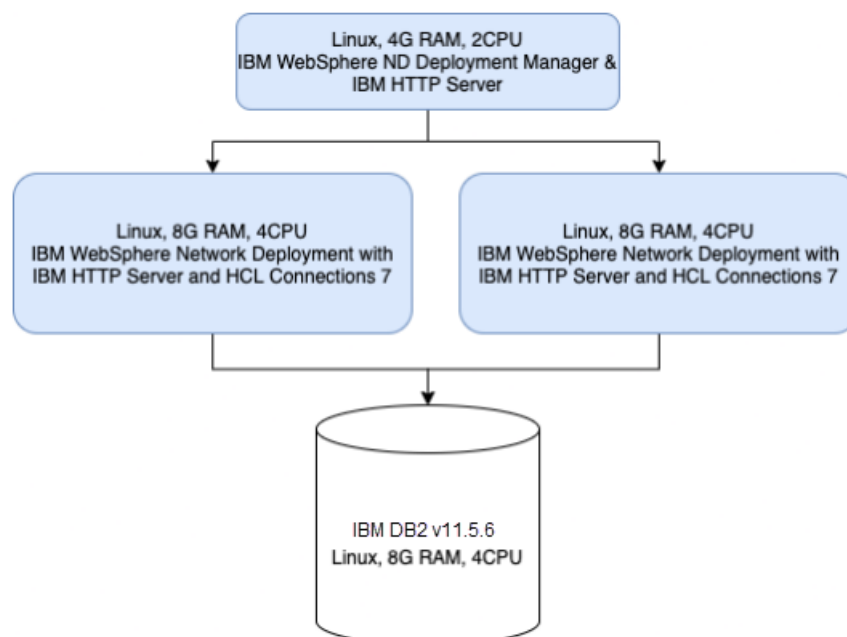 Linux, 4G RAM, 2CPU
IBM WebSphere ND Deployment Manager &
IBM HTTP Server
Linux, 8G RAM, 4CPU
IBM WebSphere Network Deployment with
IBM HTTP Server and HCL Connections 7
Linux, 8G RAM, 4CPU
IBM WebSphere Network Deployment with
IBM HTTP Server and HCL Connections 7
IBM DB2 v11.5.6
Linux, 8G RAM, 4CPU